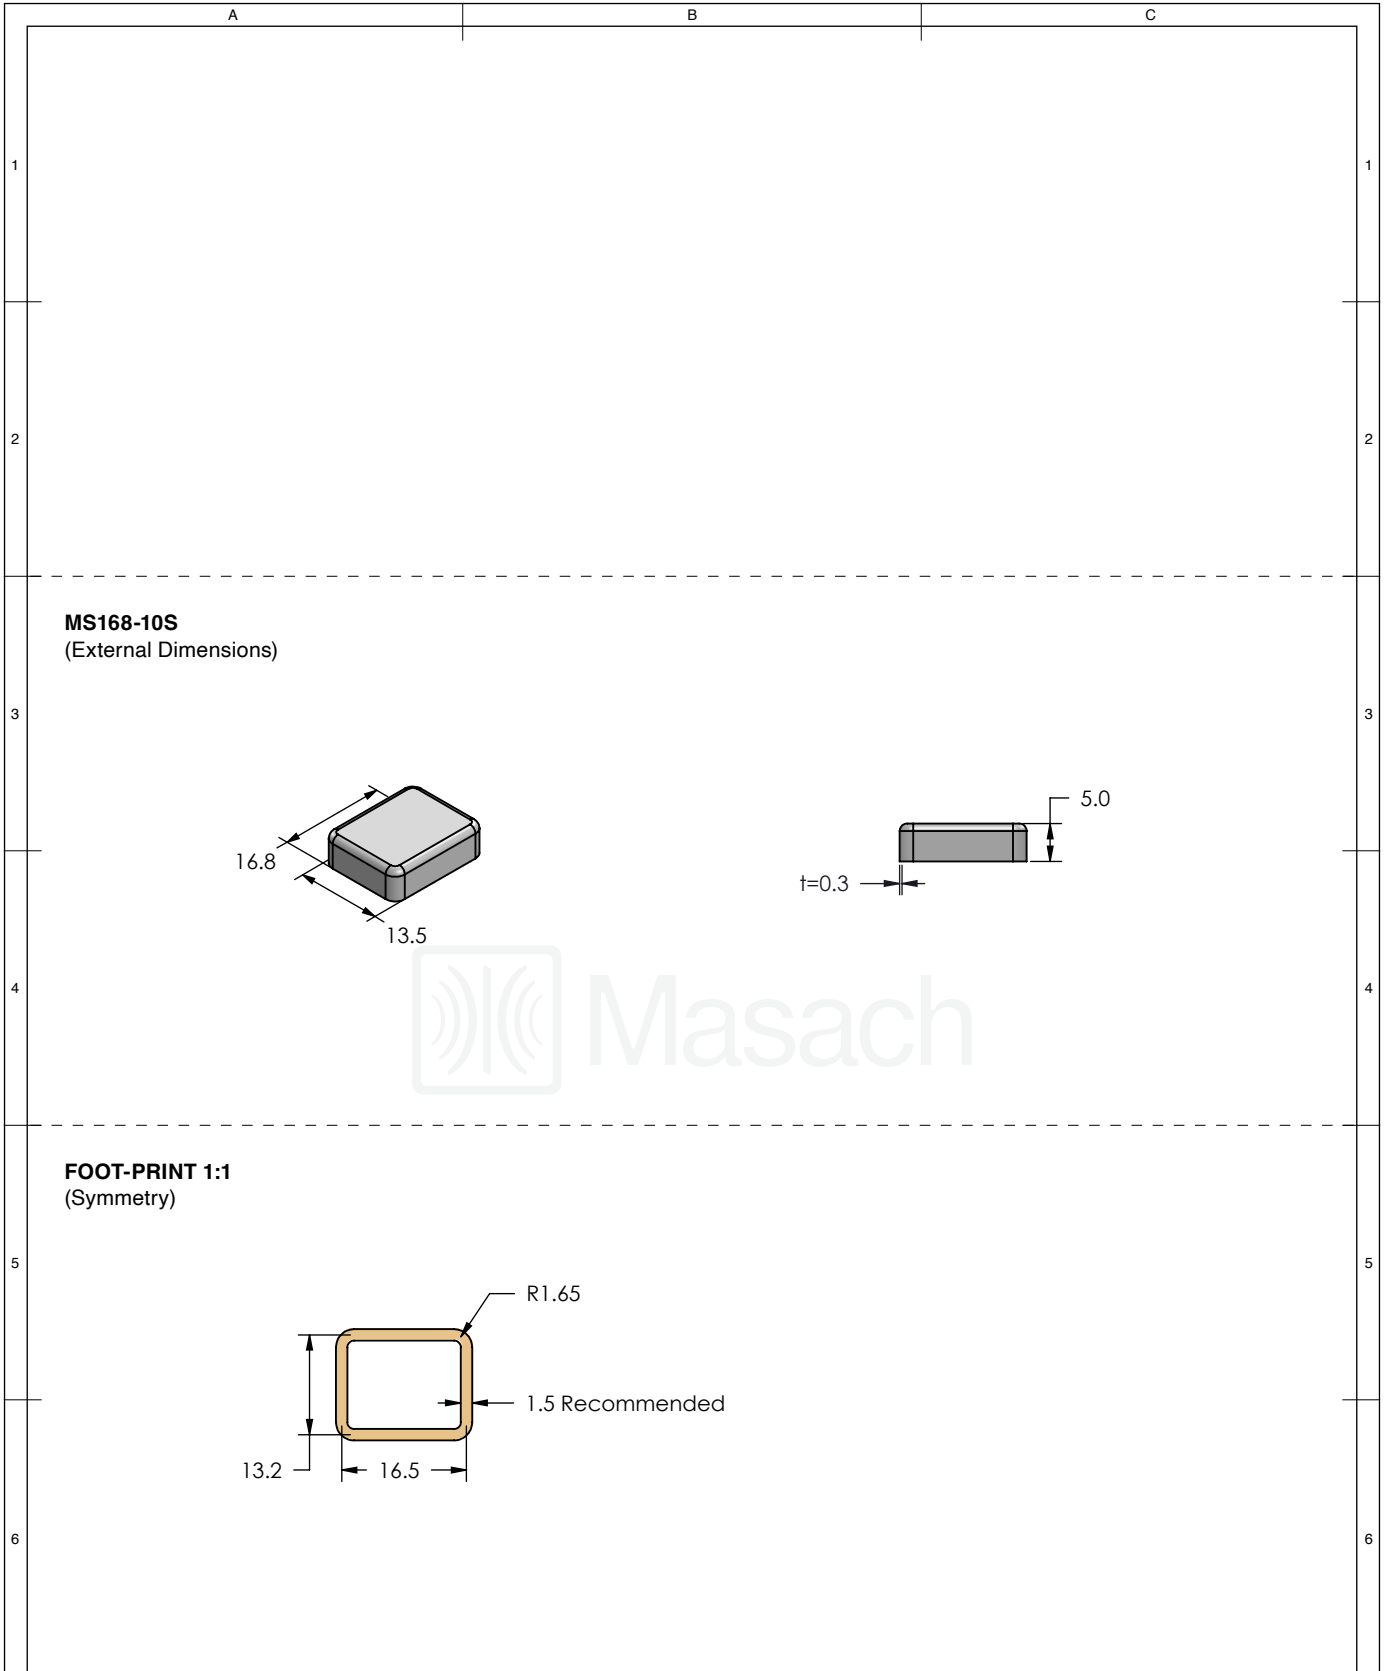 A B C
1 1
2 2
MS168-10S
(External Dimensions)
3 3
5.0
16.8
t=0.3
13.5
Masach
4 4
FOOT-PRINT 1:1
(Symmetry)
5 5
R1.65
1.5 Recommended
13.2 16.5
6 6